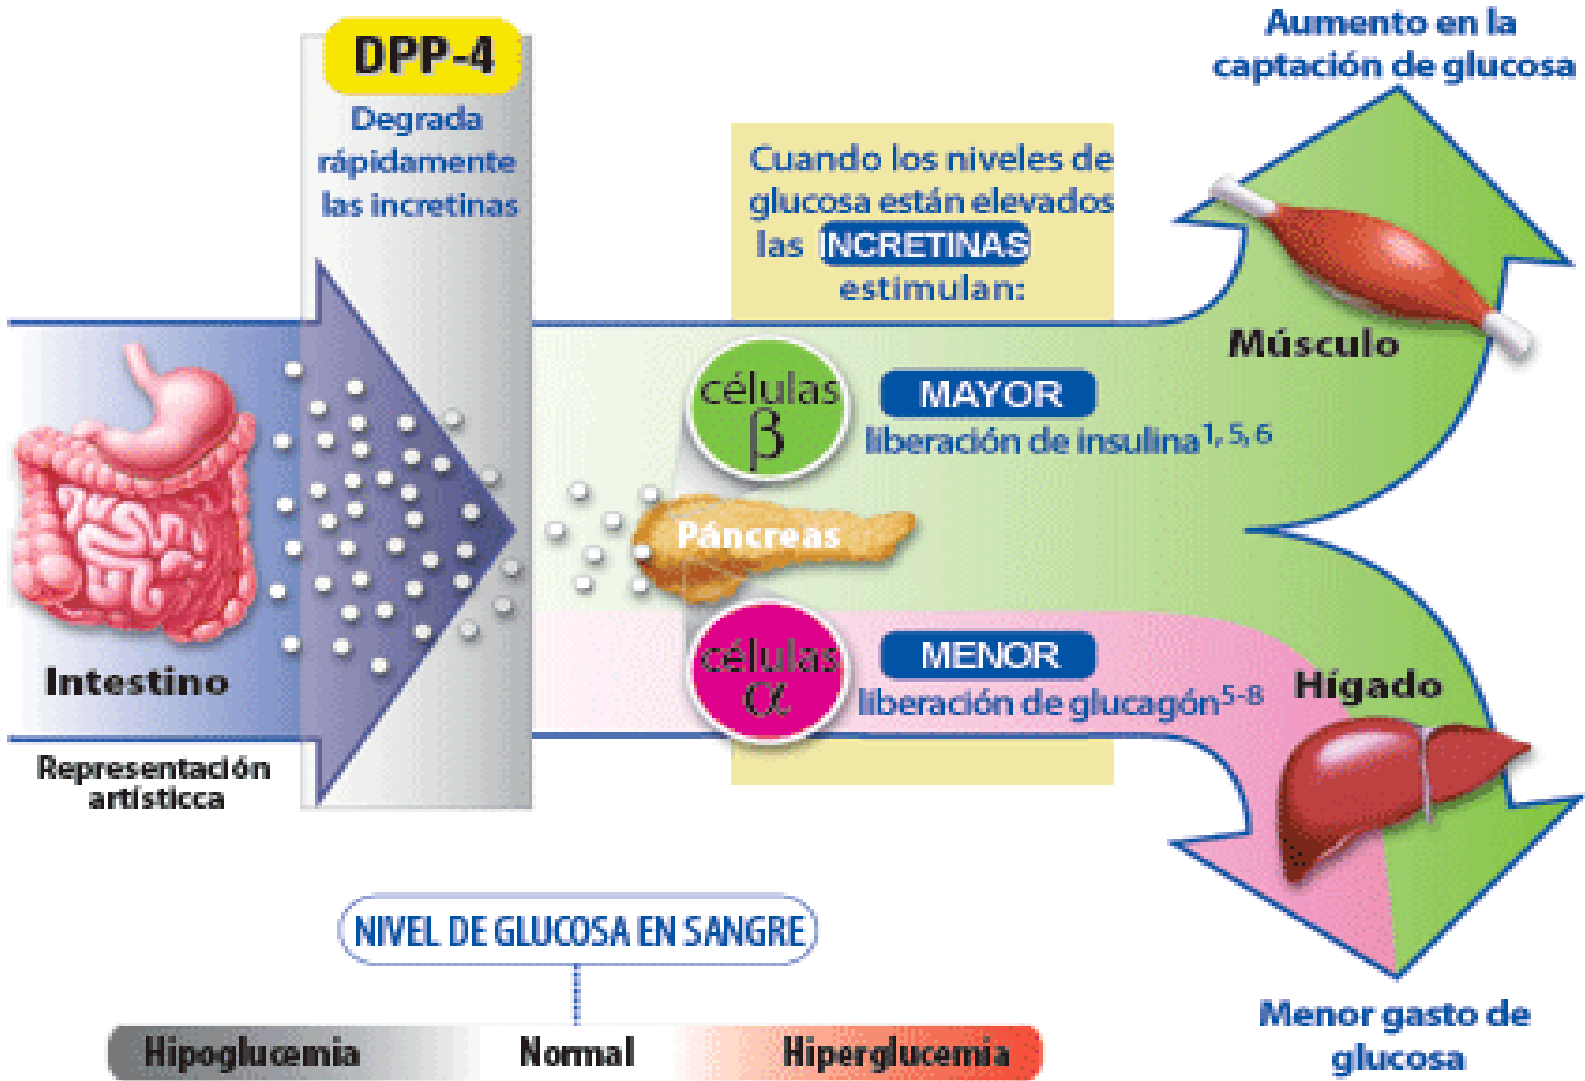 DPP-4
Degrada
rápidamente
las incretinas
Cuando los niveles de
glucosa están elevados
las INCRETINAS
estimulan:
Aumento en la
captación de glucosa
Músculo
células
β
MAYOR
liberación de insulina1, 5, 6
Páncreas
células
α
MENOR
liberación de glucagón5-8
Hígado
Intestino
Representación
artísticca
NIVEL DE GLUCOSA EN SANGRE
Hipoglucemia Normal Hiperglucemia
Menor gasto de
glucosa